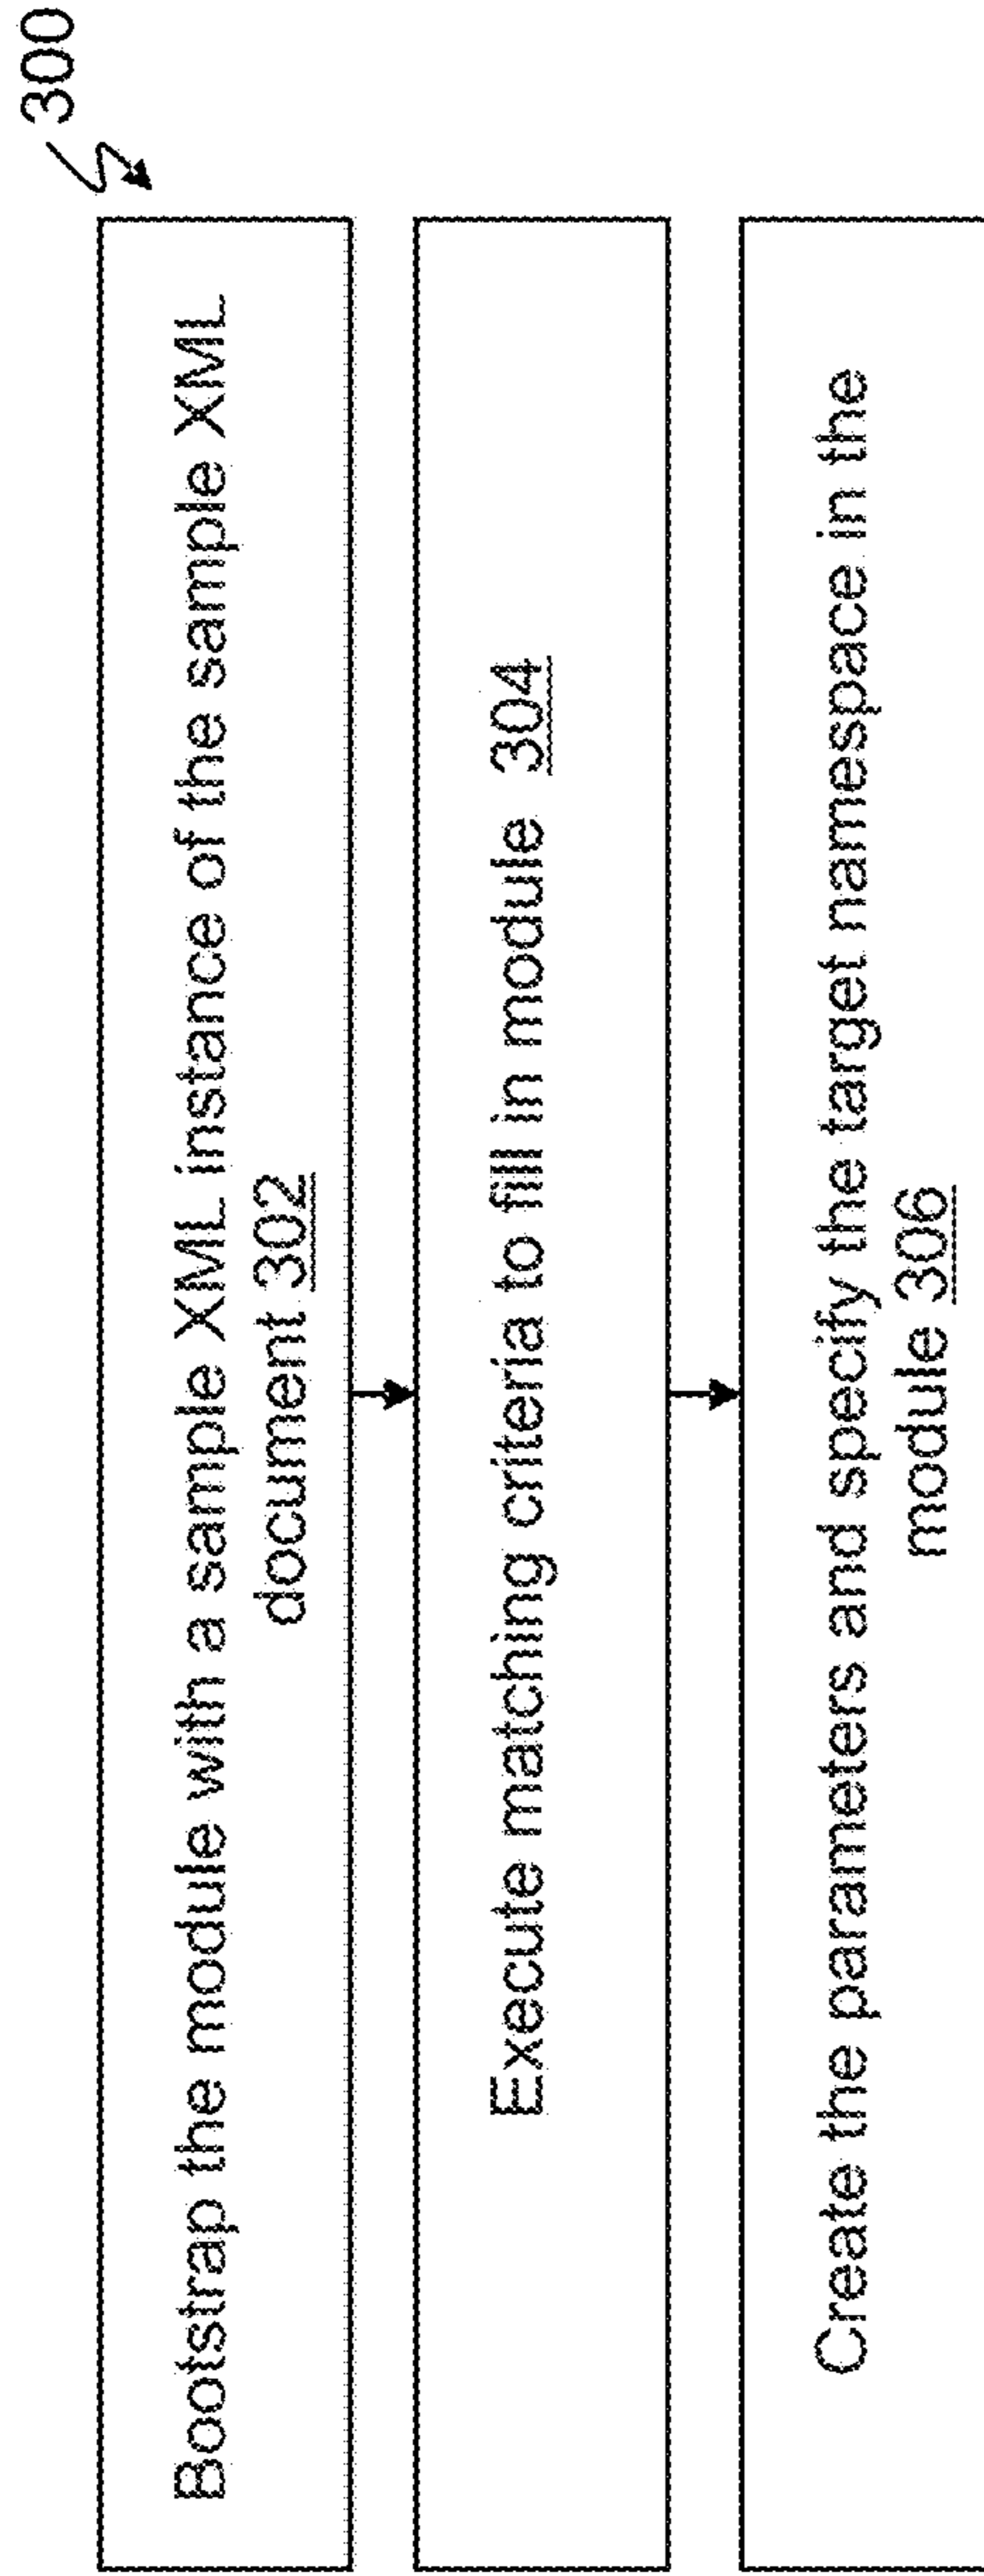 300
Bootstrap the module with a sample XML instance of the sample XML
document 302
Execute matching criteria to fill in module 304
Create the parameters and specify the target namespace in the
module 306